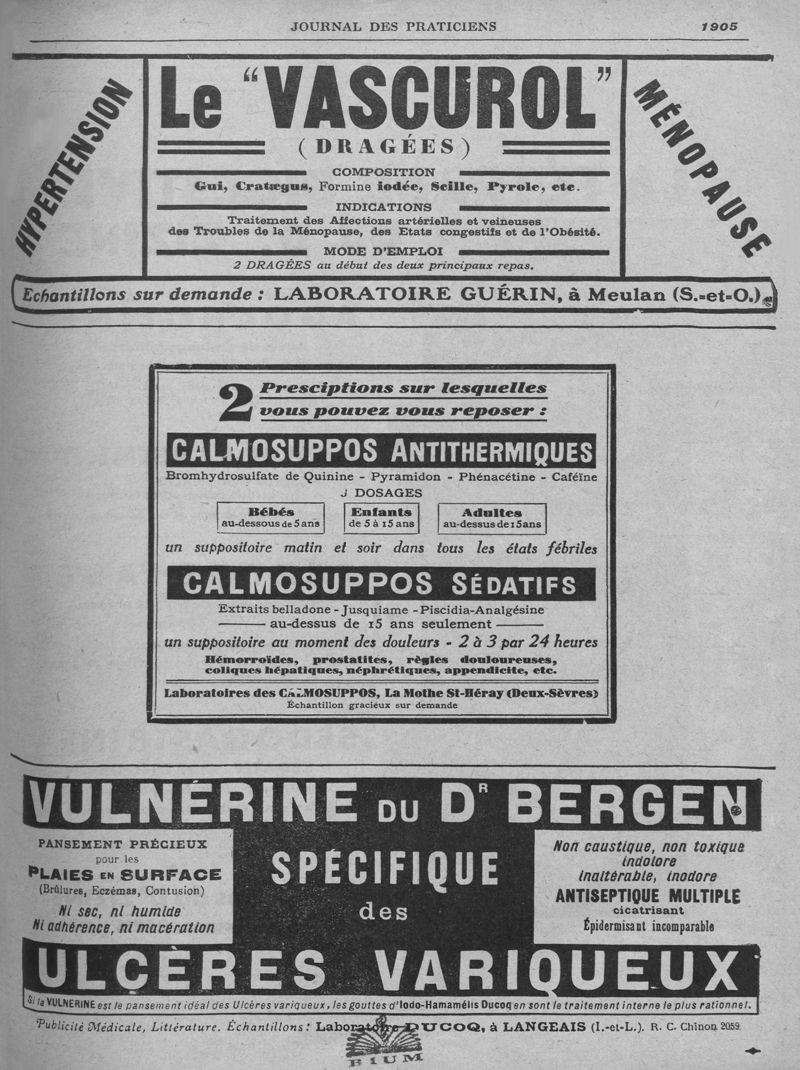 JOURNAL DES PRATICIENS 1905
HYPERTENSION
Le "VASCUROL"
(DRAGÉES)
COMPOSITION
Gui, Cratægus, Formine iodée, Scille, Pyrole, etc.
INDICATIONS
Traitement des Affections artérielles et veineuses
des Troubles de la Ménopause, des Etats congestifs et de l'Obésité.
MODE D'EMPLOI
2 DRAGÉES au début des deux principaux repas.
MÉNOPAUSE
Echantillons sur demande : LABORATOIRE GUÉRIN, à Meulan (S.-et-O.)
2 Presciptions sur lesquelles
vous pouvez vous reposer :
CALMOSUPPOS ANTITHERMIQUES
Bromhydrosulfate de Quinine - Pyramidon - Phénacétine - Caféïne
J DOSAGES
Bébés
au-dessous de 5 ans
Enfants
de 5 à 15 ans
Adultes
au-dessus de 15 ans
un suppositoire matin et soir dans tous les états fébriles
CALMOSUPPOS SÉDATIFS
Extraits belladone - Jusquiame - Piscidia-Analgésine
au-dessus de 15 ans seulement
un suppositoire au moment des douleurs - 2 à 3 par 24 heures
Hémorroïdes, prostatites, règles douloureuses,
coliques hépatiques, néphrétiques, appendicite, etc.
Laboratoires des CALMOSUPPOS, La Mothe St-Héray (Deux-Sèvres)
Échantillon gracieux sur demande
VULNÉRINE DU DR BERGEN
PANSEMENT PRÉCIEUX
pour les
PLAIES EN SURFACE
(Brûlures, Eczémas, Contusion)
Ni sec, ni humide
Ni adhérence, ni macération
SPÉCIFIQUE
des
Non caustique, non toxique
indolore
inaltérable, inodore
ANTISEPTIQUE MULTIPLE
cicatrisant
Épidermisant incomparable
ULCÈRES VARIQUEUX
Si la VULNERINE est le pansement idéal des Ulcères variqueux, les gouttes d'Iodo-Hamamélis Ducoq en sont le traitement interne le plus rationnel.
Publicité Médicale, Littérature. Échantillons : Laboratoire DUCOQ, à LANGEAIS (I.-et-L.). R. C. Chinon 2059
BIUM